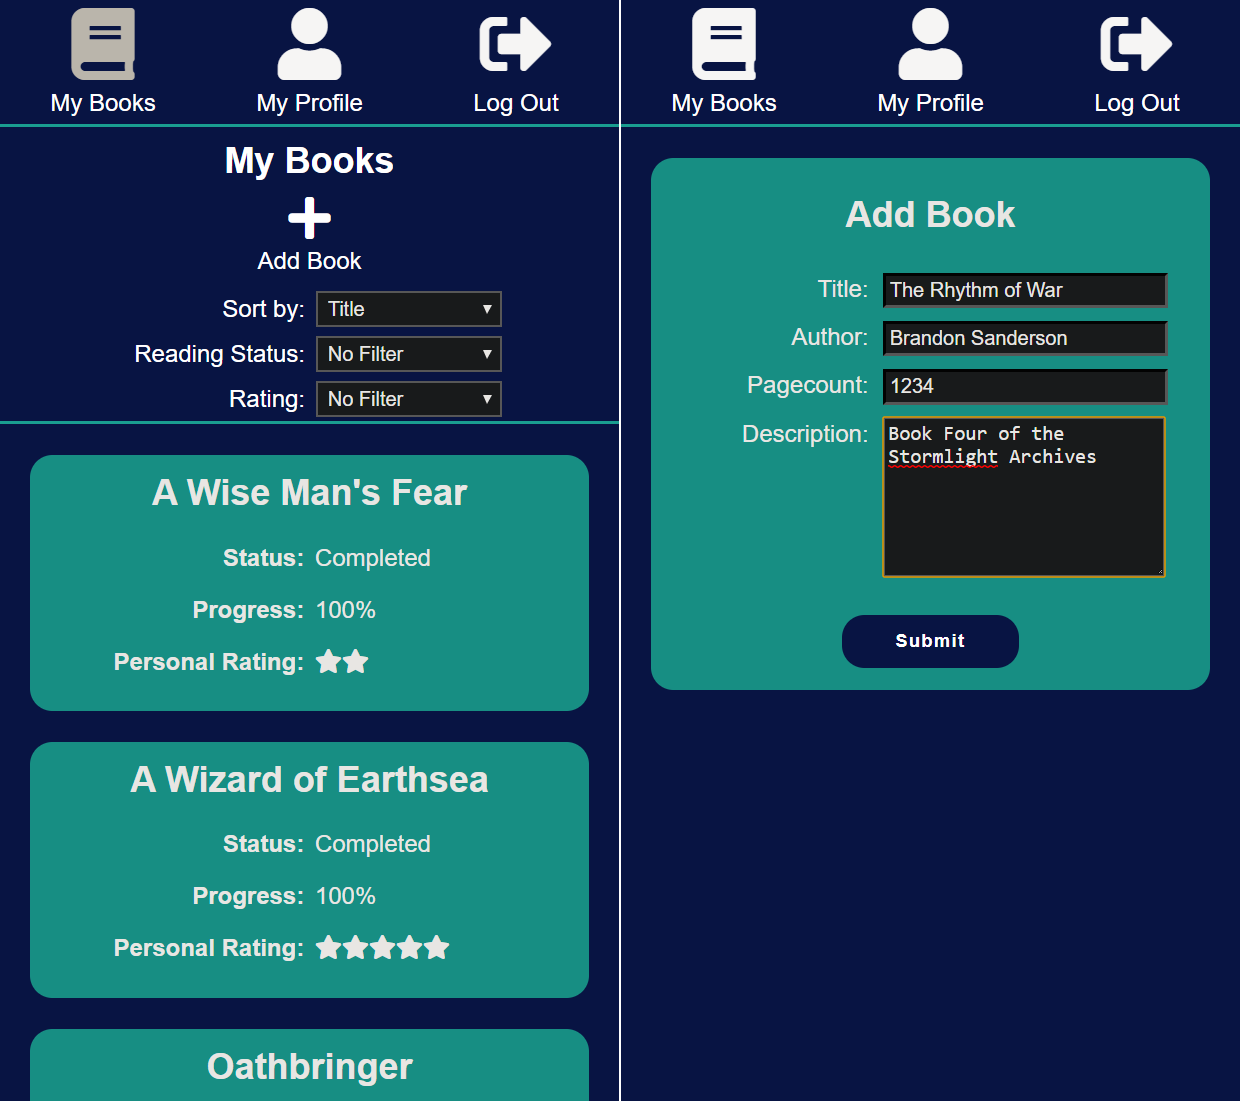 My Books
My Profile
Log Out
My Books
Add Book
Sort by: Title
Reading Status: No Filter
Rating: No Filter
A Wise Man's Fear
Status: Completed
Progress: 100%
Personal Rating:
A Wizard of Earthsea
Status: Completed
Progress: 100%
Personal Rating:
Oathbringer
My Books
My Profile
Log Out
Add Book
Title: The Rhythm of War
Author: Brandon Sanderson
Pagecount: 1234
Description: Book Four of the
Stormlight Archives
Submit